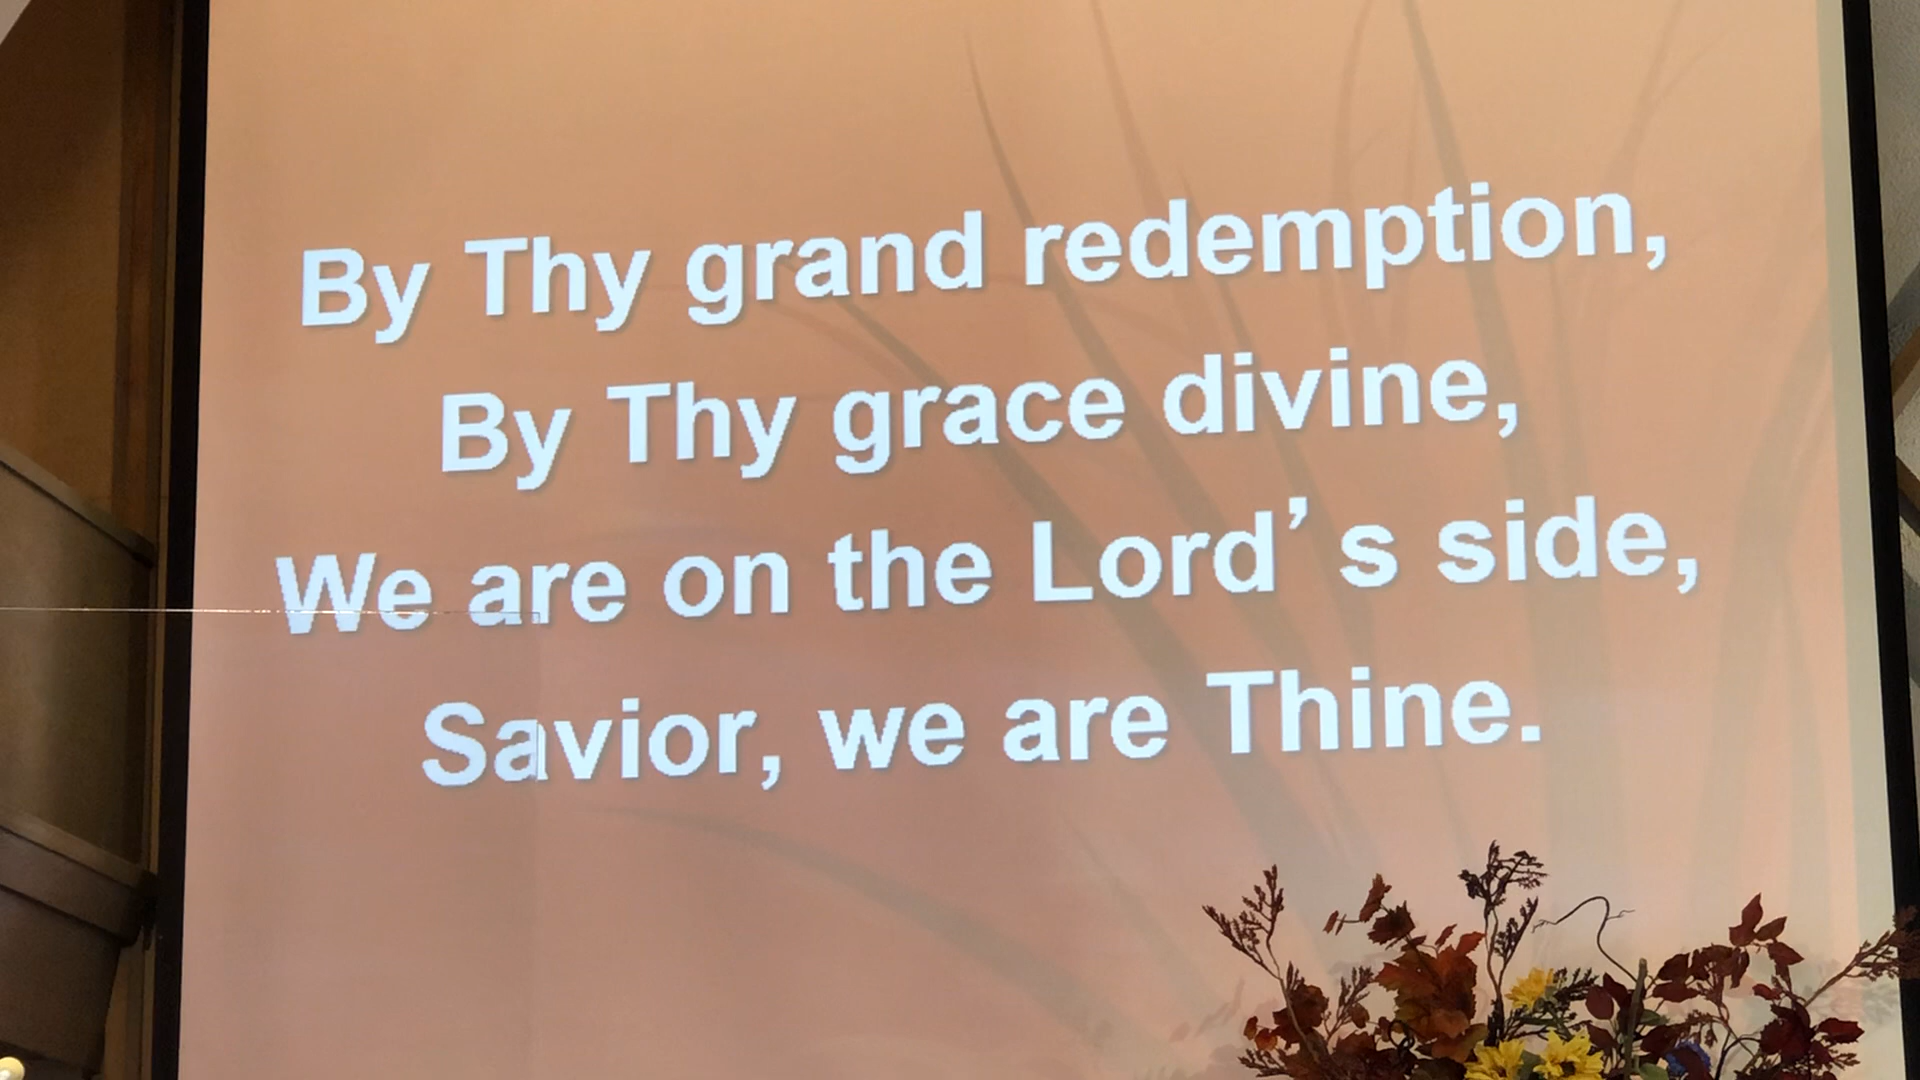 By Thy grand redemption,
By Thy grace divine,
We are on the Lord’s side,
Savior, we are Thine.